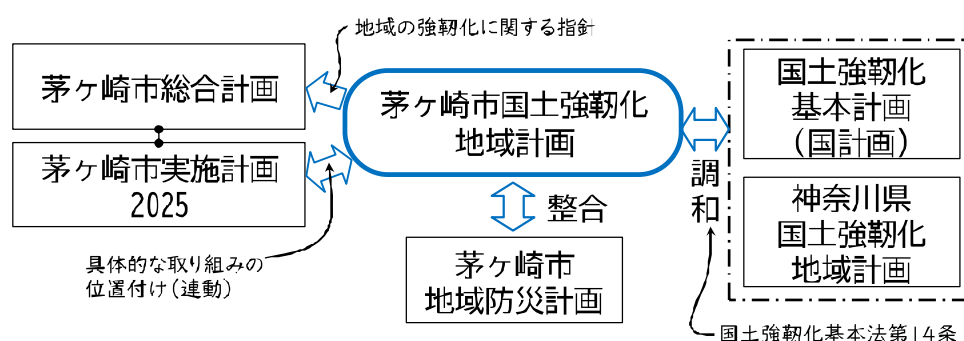 地域の強靭化に関する指針
茅ヶ崎市総合計画
茅ヶ崎市実施計画
2025
具体的な取り組みの
位置付け(連動)
茅ヶ崎市国土強靭化
地域計画
整合
茅ヶ崎市
地域防災計画
調和
国土強靭化
基本計画
(国計画)
神奈川県
国土強靭化
地域計画
国土強靭化基本法第14条